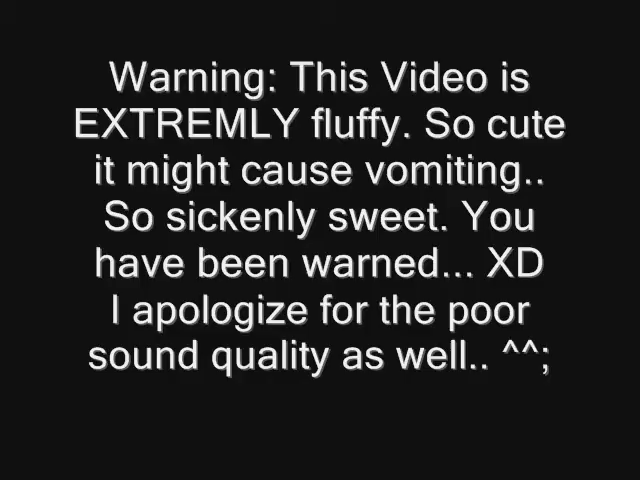 Warning: This Video is
EXTREMLY fluffy. So cute
it might cause vomiting..
So sickenly sweet. You
have been warned... XD
I apologize for the poor
sound quality as well.. ^^;